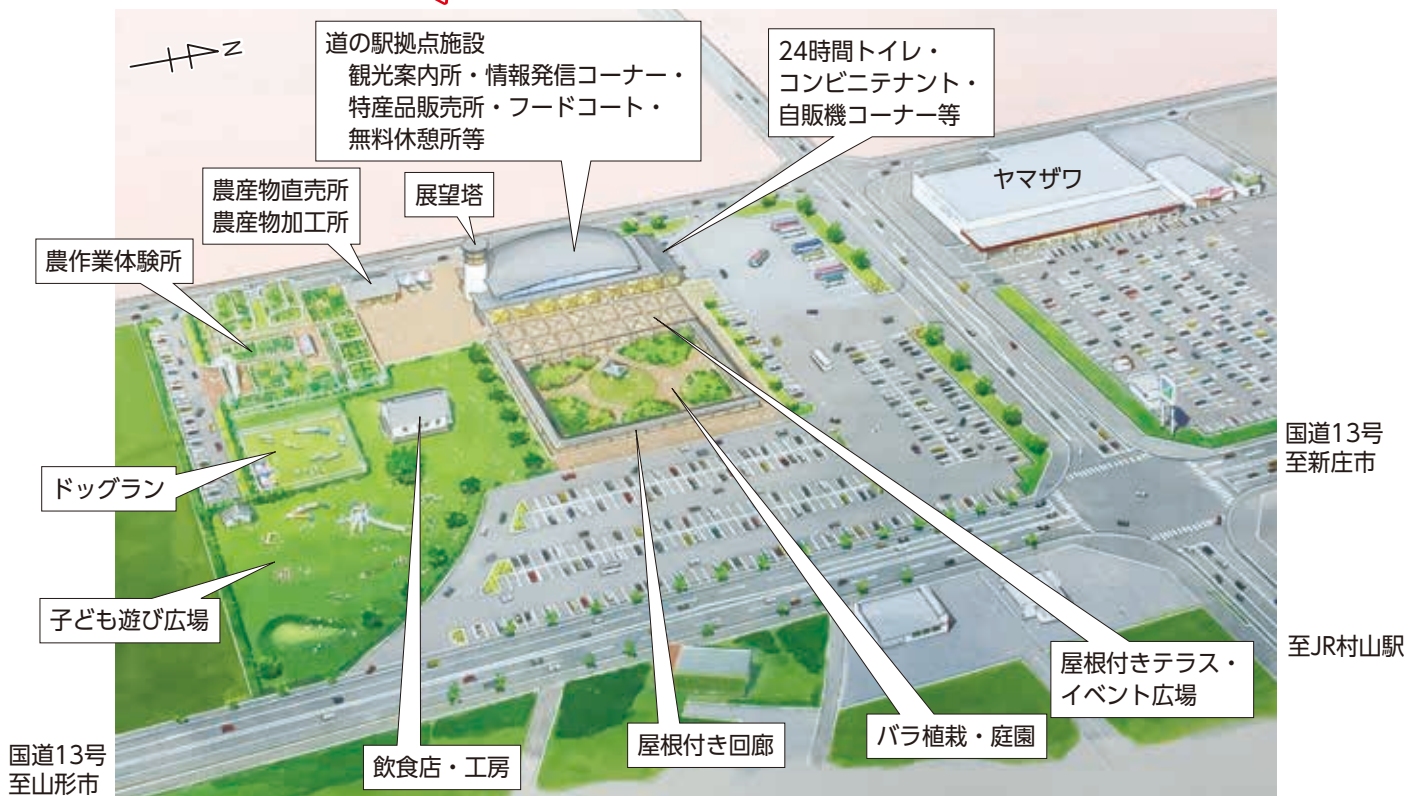 N
道の駅拠点施設
観光案内所・情報発信コーナー・
特産品販売所・フードコート・
無料休憩所等
24時間トイレ・
コンビニテナント・
自販機コーナー等
ヤマザワ
農産物直売所
農産物加工所
展望塔
農作業体験所
ドッグラン
子ども遊び広場
国道13号
至新庄市
至JR村山駅
屋根付きテラス・
イベント広場
バラ植栽・庭園
屋根付き回廊
飲食店・工房
国道13号
至山形市